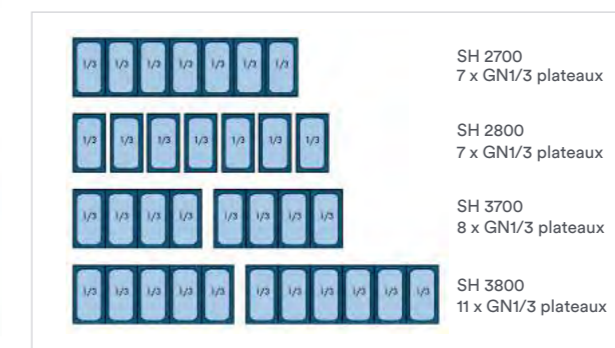 1/3 1/3 1/3 1/3 1/3 1/3 1/3
SH 2700
7 x GN1/3 plateaux
1/3 1/3 1/3 1/3 1/3 1/3 1/3
SH 2800
7 x GN1/3 plateaux
1/3 1/3 1/3 1/3 1/3 1/3 1/3 1/3
SH 3700
8 x GN1/3 plateaux
1/3 1/3 1/3 1/3 1/3 1/3 1/3 1/3 1/3 1/3 1/3
SH 3800
11 x GN1/3 plateaux